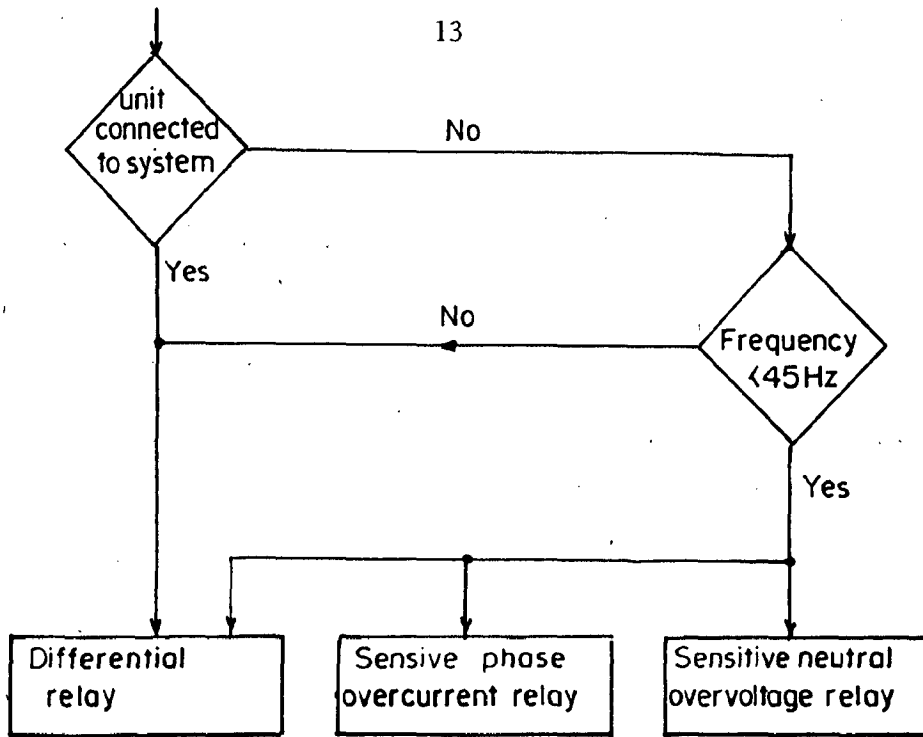 13
unit
connected
to system
No
Yes
No
Frequency
<45Hz
Yes
Differential
relay
Sensive phase
overcurrent relay
Sensitive neutral
overvoltage relay